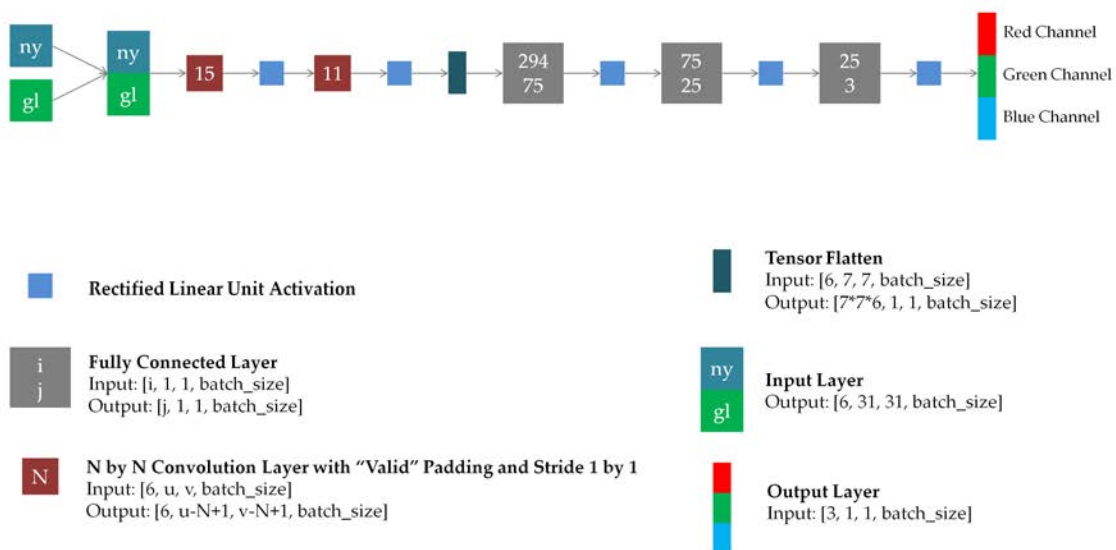 ny
gl
ny
gl
15
11
294
75
75
25
25
3
Red Channel
Green Channel
Blue Channel
Rectified Linear Unit Activation
i
j
Fully Connected Layer
Input: [i, 1, 1, batch_size]
Output: [j, 1, 1, batch_size]
N
N by N Convolution Layer with “Valid” Padding and Stride 1 by 1
Input: [6, u, v, batch_size]
Output: [6, u-N+1, v-N+1, batch_size]
Tensor Flatten
Input: [6, 7, 7, batch_size]
Output: [7*7*6, 1, 1, batch_size]
ny
gl
Input Layer
Output: [6, 31, 31, batch_size]
Output Layer
Input: [3, 1, 1, batch_size]